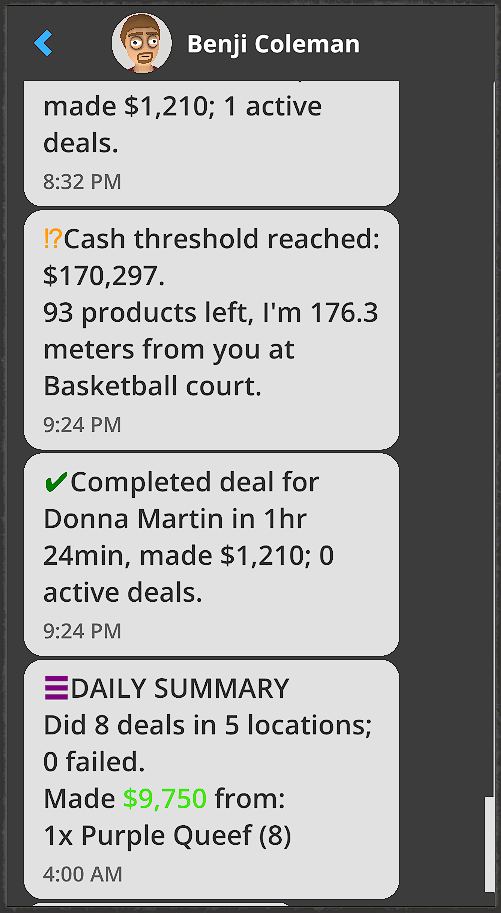 Benji Coleman
made $1,210; 1 active
deals.
8:32 PM
⁉Cash threshold reached:
$170,297.
93 products left, I'm 176.3
meters from you at
Basketball court.
9:24 PM
✔Completed deal for
Donna Martin in 1hr
24min, made $1,210; 0
active deals.
9:24 PM
☰DAILY SUMMARY
Did 8 deals in 5 locations;
0 failed.
Made $9,750 from:
1x Purple Queef (8)
4:00 AM